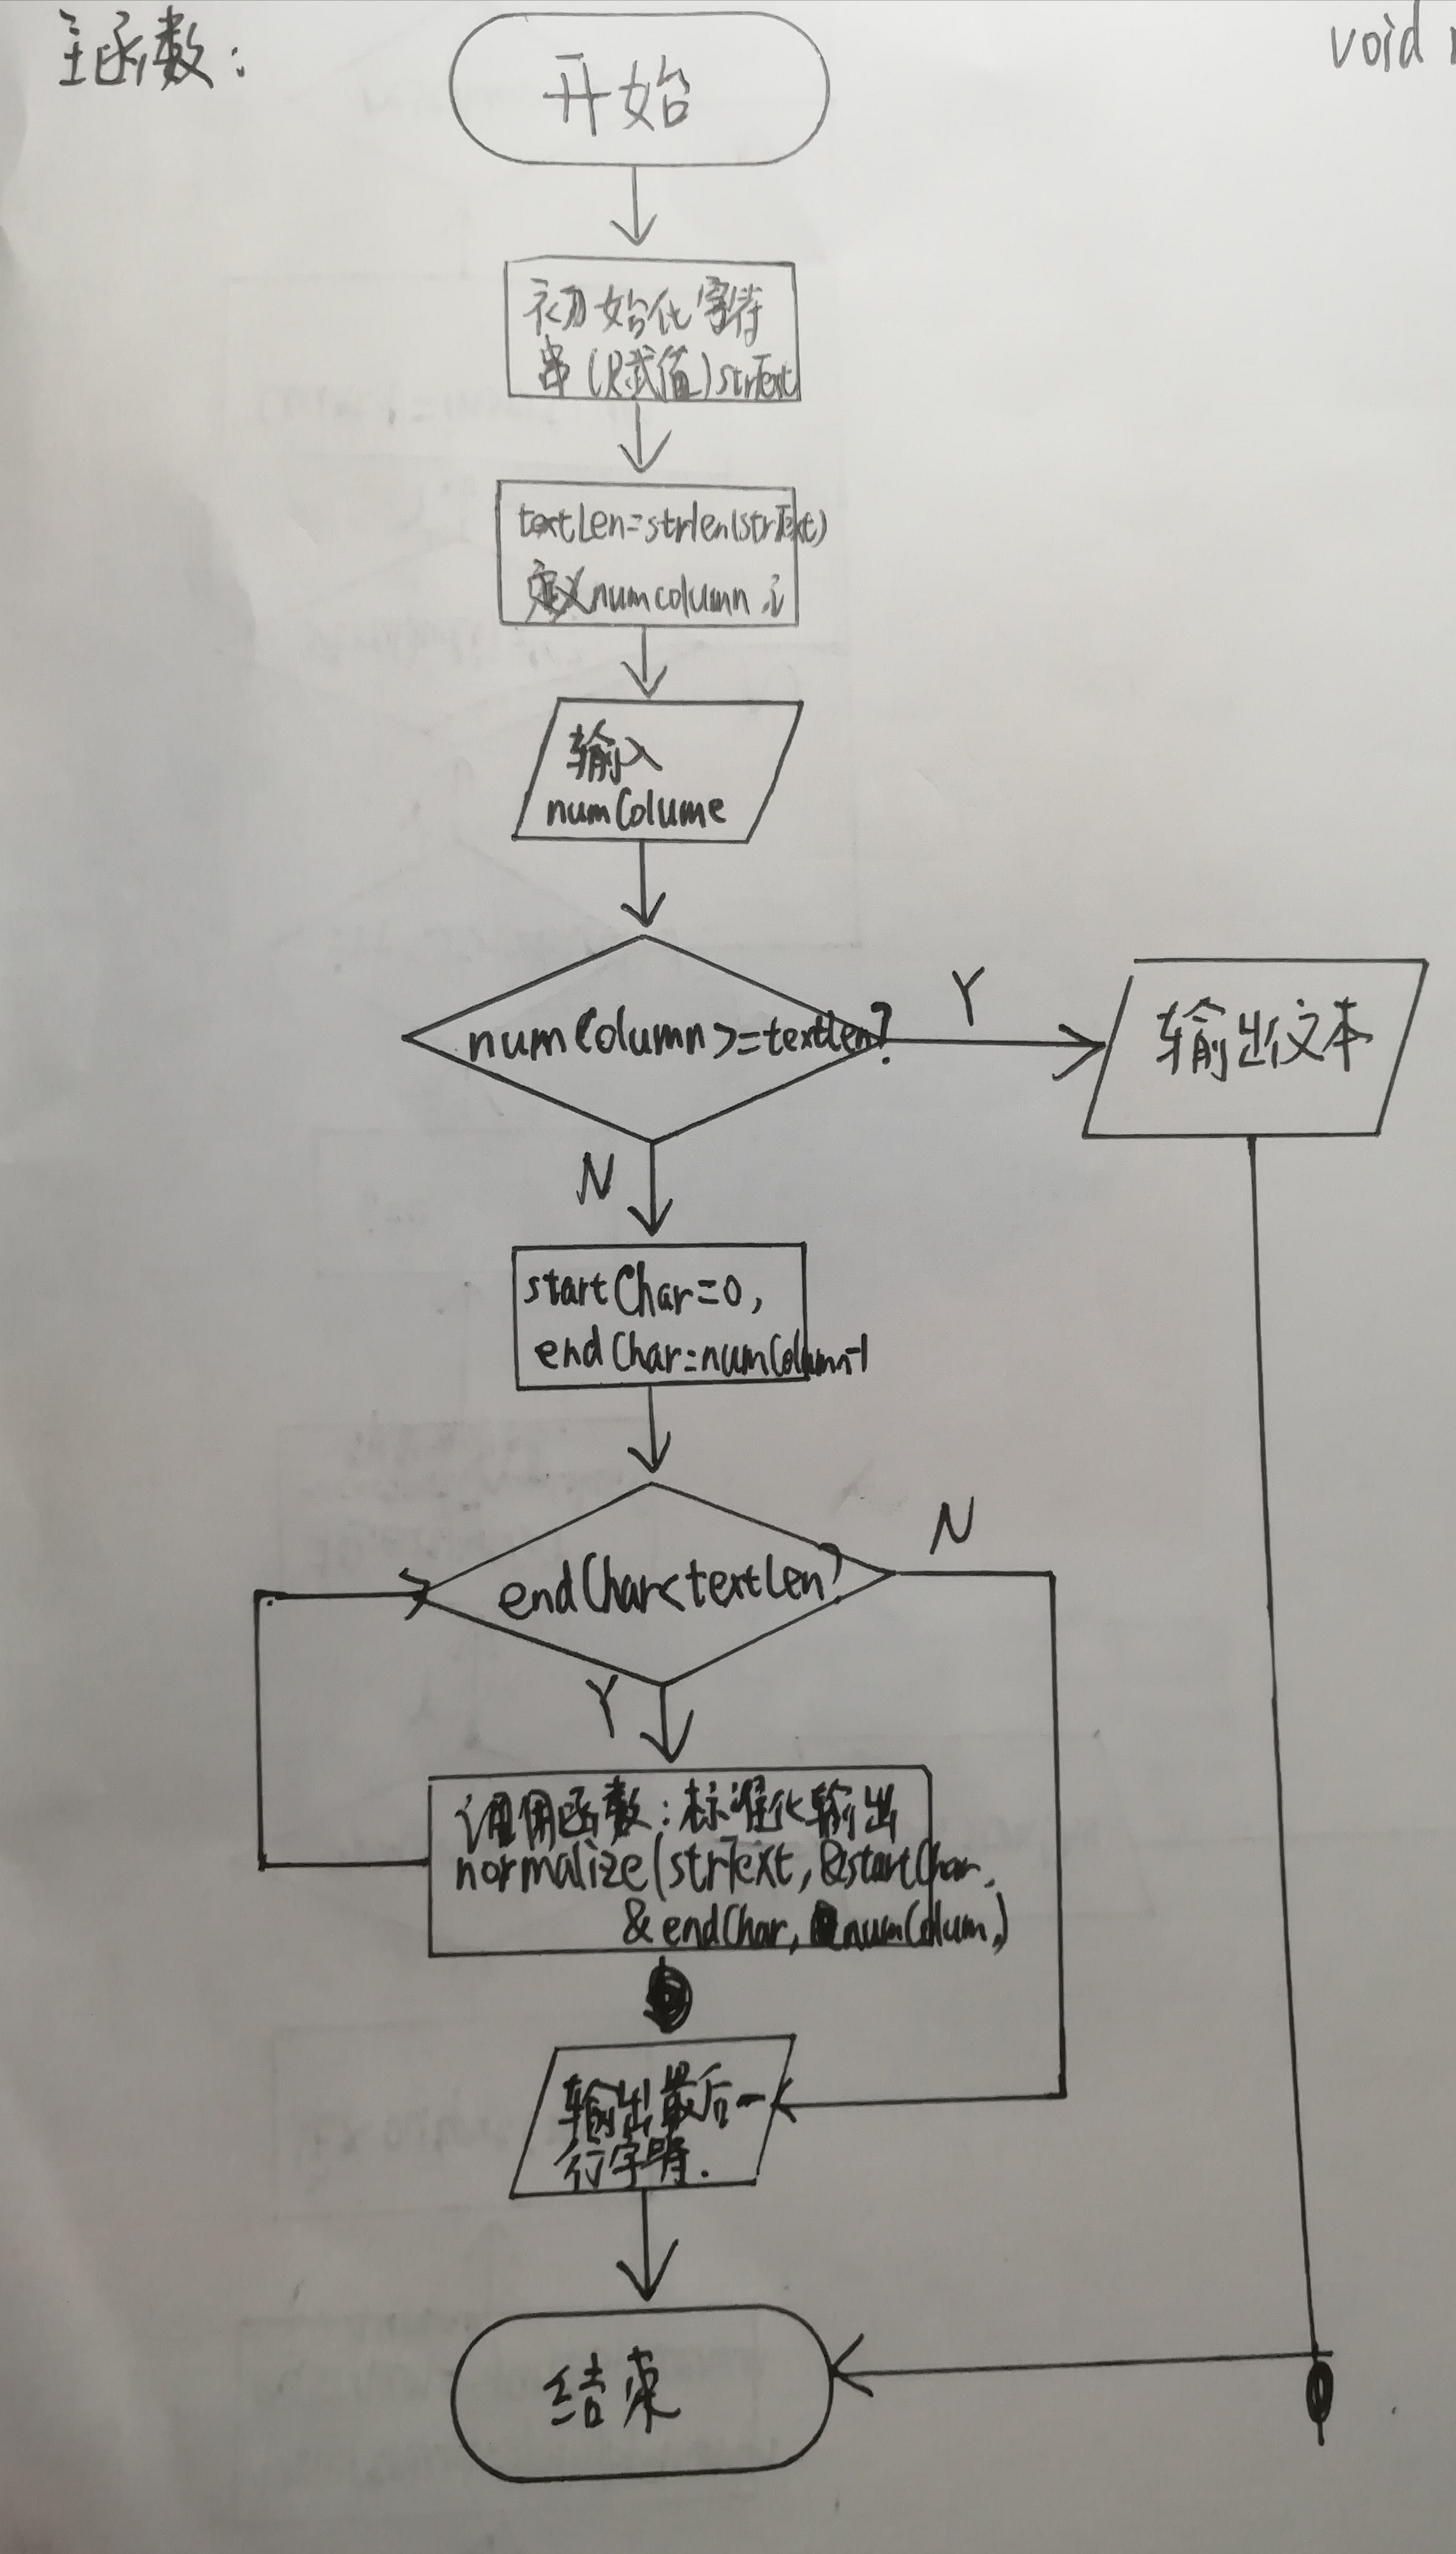 主函数:
void
开始
初始化字符
串(赋值)strText
textLen=strlen(strText)
定义numcolumn,i
输入
numColume
numColumn>=textLen?
Y
输出文本
N
startChar=0,
endChar=numColumn-1
endChar<textLen?
N
Y
调用函数:标准化输出
normalize(strText,&startChar,
&endChar,numColum,)
输出最后一
行字
结束